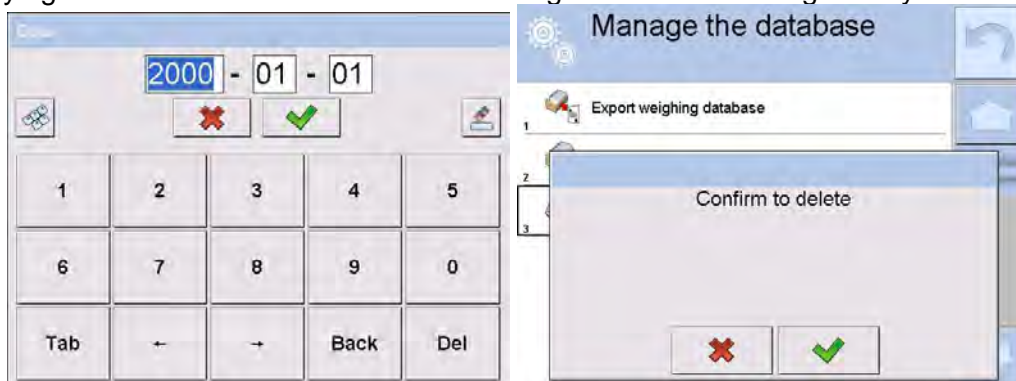 2000 - 01 - 01
1 2 3 4 5
6 7 8 9 0
Tab ← → Back Del
Manage the database
1 Export weighing database
2
3
Confirm to delete